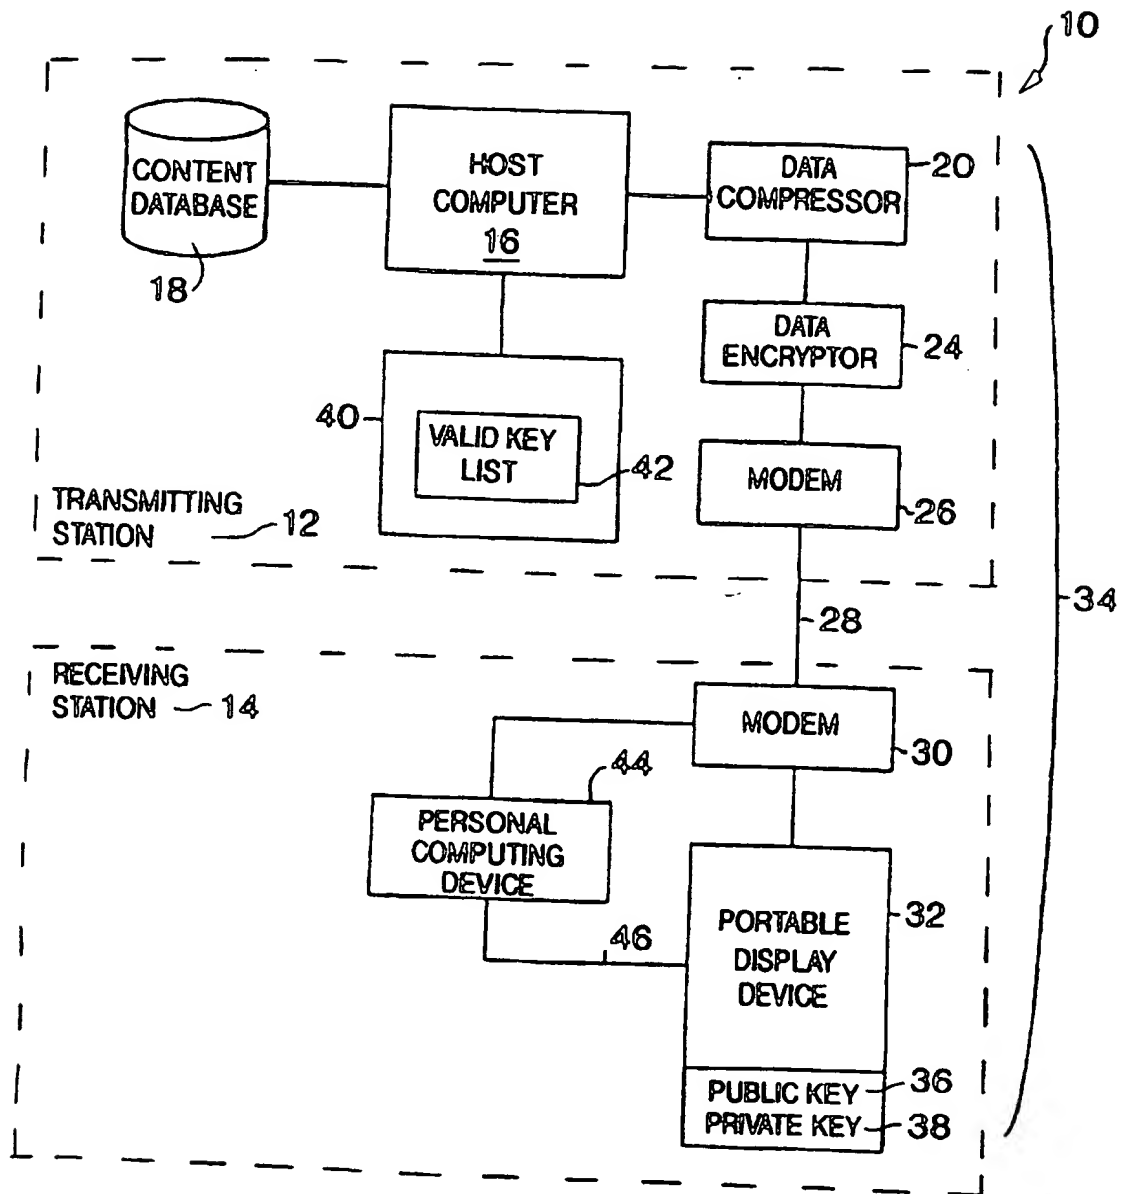 10
CONTENT
DATABASE
18
HOST
COMPUTER
16
DATA
COMPRESSOR
20
DATA
ENCRYPTOR
24
40
VALID KEY
LIST
42
MODEM
26
TRANSMITTING
STATION
12
28
34
RECEIVING
STATION
14
MODEM
30
44
PERSONAL
COMPUTING
DEVICE
46
PORTABLE
DISPLAY
DEVICE
32
PUBLIC KEY
36
PRIVATE KEY
38